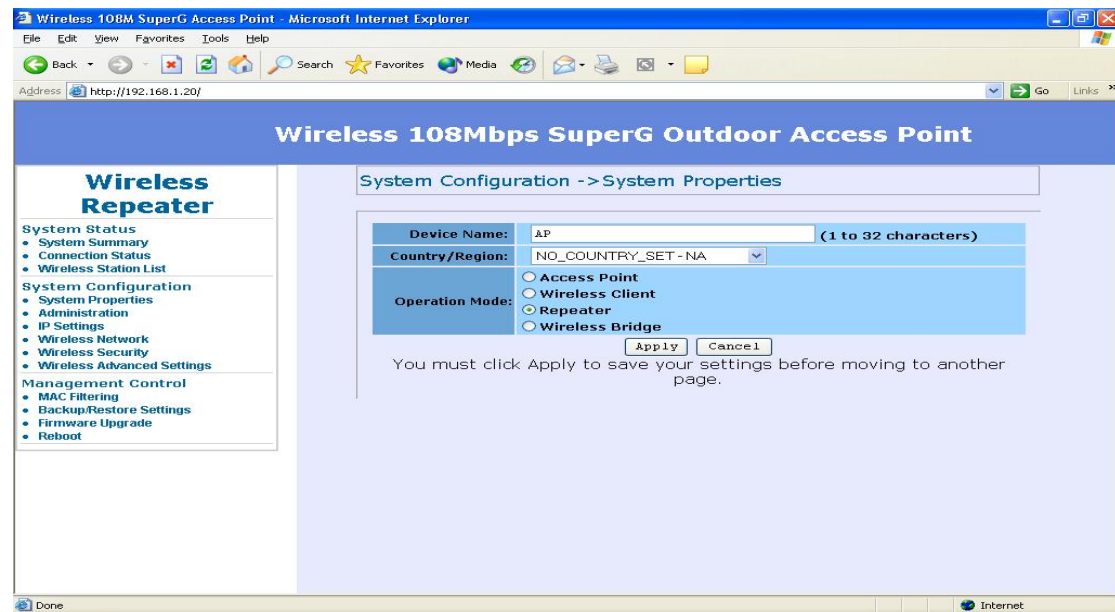 Wireless 108M SuperG Access Point - Microsoft Internet Explorer
File Edit View Favorites Tools Help
Back Search Favorites Media
Address http://192.168.1.20/ Go Links »
Wireless 108Mbps SuperG Outdoor Access Point
Wireless
Repeater
System Status
System Summary
Connection Status
Wireless Station List
System Configuration
System Properties
Administration
IP Settings
Wireless Network
Wireless Security
Wireless Advanced Settings
Management Control
MAC Filtering
Backup/Restore Settings
Firmware Upgrade
Reboot
System Configuration ->System Properties
Device Name: AP (1 to 32 characters)
Country/Region: NO_COUNTRY_SET - NA
Operation Mode:
Access Point
Wireless Client
Repeater
Wireless Bridge
Apply Cancel
You must click Apply to save your settings before moving to another
page.
Done Internet